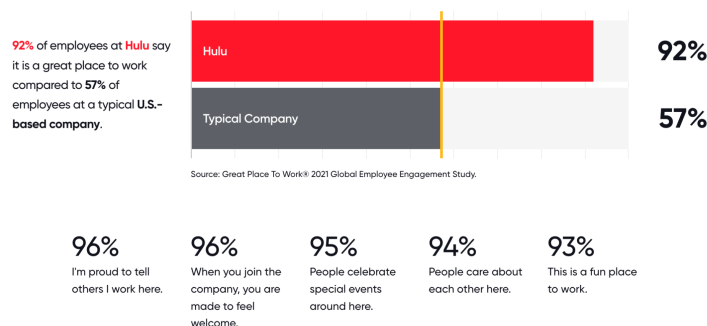 92% of employees at Hulu say
it is a great place to work
compared to 57% of
employees at a typical U.S.-
based company.
Hulu
92%
Typical Company
57%
Source: Great Place To Work® 2021 Global Employee Engagement Study.
96%
I'm proud to tell
others I work here.
96%
When you join the
company, you are
made to feel
welcome.
95%
People celebrate
special events
around here.
94%
People care about
each other here.
93%
This is a fun place
to work.